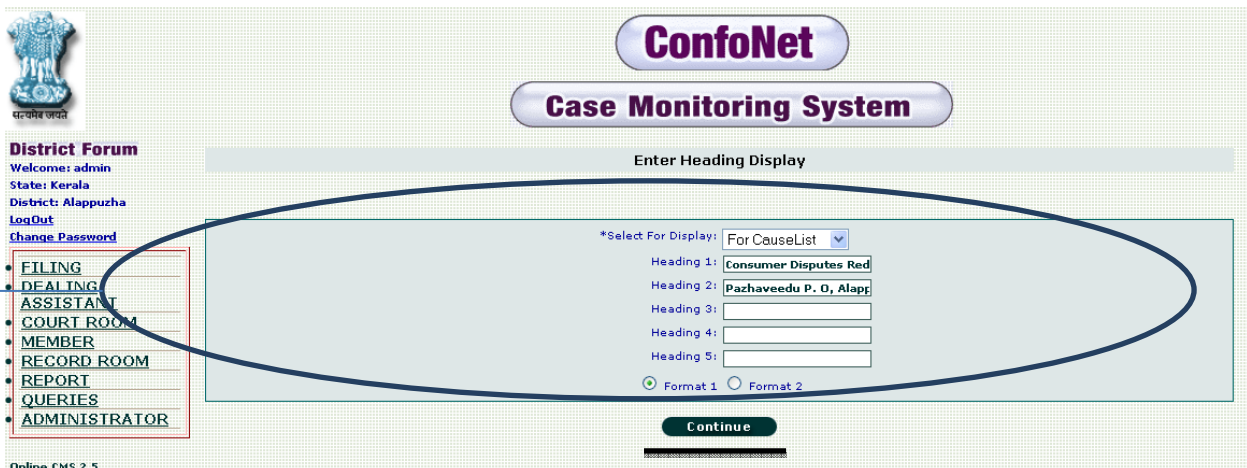 सत्यमेव जयते
ConfoNet
Case Monitoring System
District Forum
Welcome: admin
State: Kerala
District: Alappuzha
LogOut
Change Password
FILING
DEALING
ASSISTANT
COURT ROOM
MEMBER
RECORD ROOM
REPORT
QUERIES
ADMINISTRATOR
Online CMS 2.5
Enter Heading Display
*Select For Display: For CauseList
Heading 1: Consumer Disputes Red
Heading 2: Pazhaveedu P. O, Alapp
Heading 3:
Heading 4:
Heading 5:
Format 1 Format 2
Continue